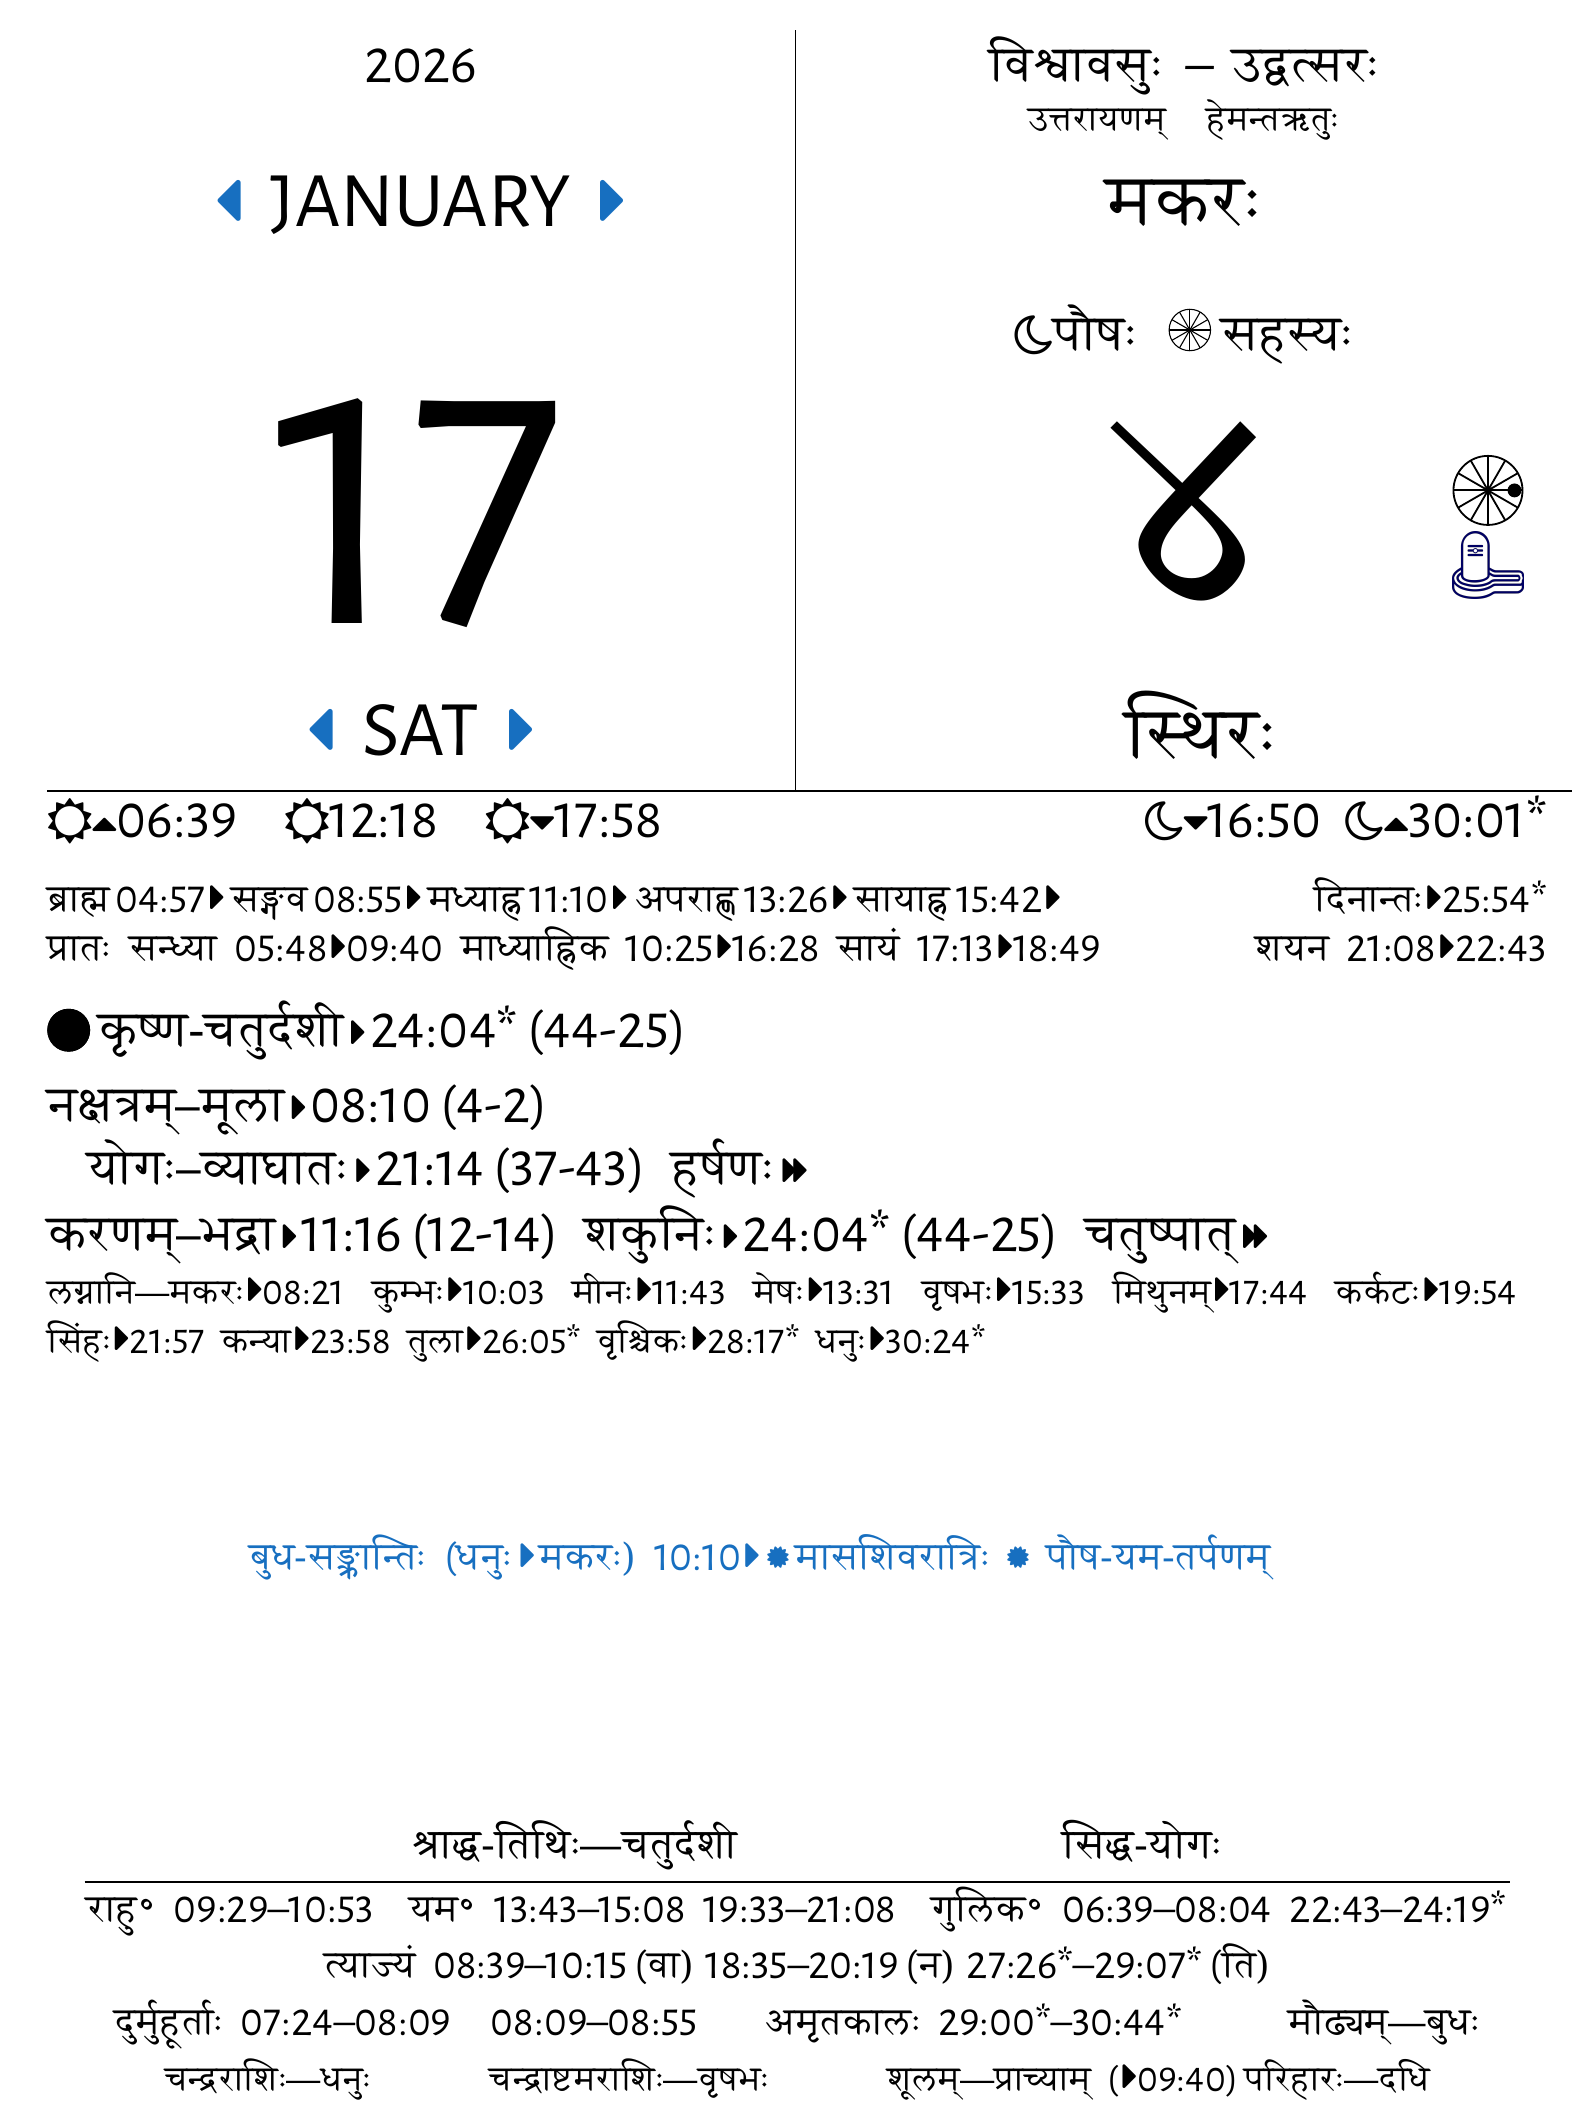 2026
JANUARY
17
SAT
विश्वावसुः – उद्वत्सरः
उत्तरायणम् हेमन्तऋतुः
मकरः
पौषः सहस्यः
४
स्थिरः
06:39 12:18 17:58 16:50 30:01*
ब्राह्म 04:57 सङ्गव 08:55 मध्याह्न 11:10 अपराह्ण 13:26 सायाह्न 15:42 दिनान्तः 25:54*
प्रातः सन्ध्या 05:48 09:40 माध्याह्निक 10:25 16:28 सायं 17:13 18:49 शयन 21:08 22:43
कृष्ण-चतुर्दशी 24:04* (44-25)
नक्षत्रम्–मूला 08:10 (4-2)
योगः–व्याघातः 21:14 (37-43) हर्षणः
करणम्–भद्रा 11:16 (12-14) शकुनिः 24:04* (44-25) चतुष्पात्
लग्नानि—मकरः 08:21 कुम्भः 10:03 मीनः 11:43 मेषः 13:31 वृषभः 15:33 मिथुनम् 17:44 कर्कटः 19:54
सिंहः 21:57 कन्या 23:58 तुला 26:05* वृश्चिकः 28:17* धनुः 30:24*
बुध-सङ्क्रान्तिः (धनुः मकरः) 10:10 मासशिवरात्रिः पौष-यम-तर्पणम्
श्राद्ध-तिथिः—चतुर्दशी सिद्ध-योगः
राहु॰ 09:29–10:53 यम॰ 13:43–15:08 19:33–21:08 गुलिक॰ 06:39–08:04 22:43–24:19*
त्याज्यं 08:39–10:15 (वा) 18:35–20:19 (न) 27:26*–29:07* (ति)
दुर्मुहूर्ताः 07:24–08:09 08:09–08:55 अमृतकालः 29:00*–30:44* मौढ्यम्—बुधः
चन्द्रराशिः—धनुः चन्द्राष्टमराशिः—वृषभः शूलम्—प्राच्याम् (09:40) परिहारः—दधि